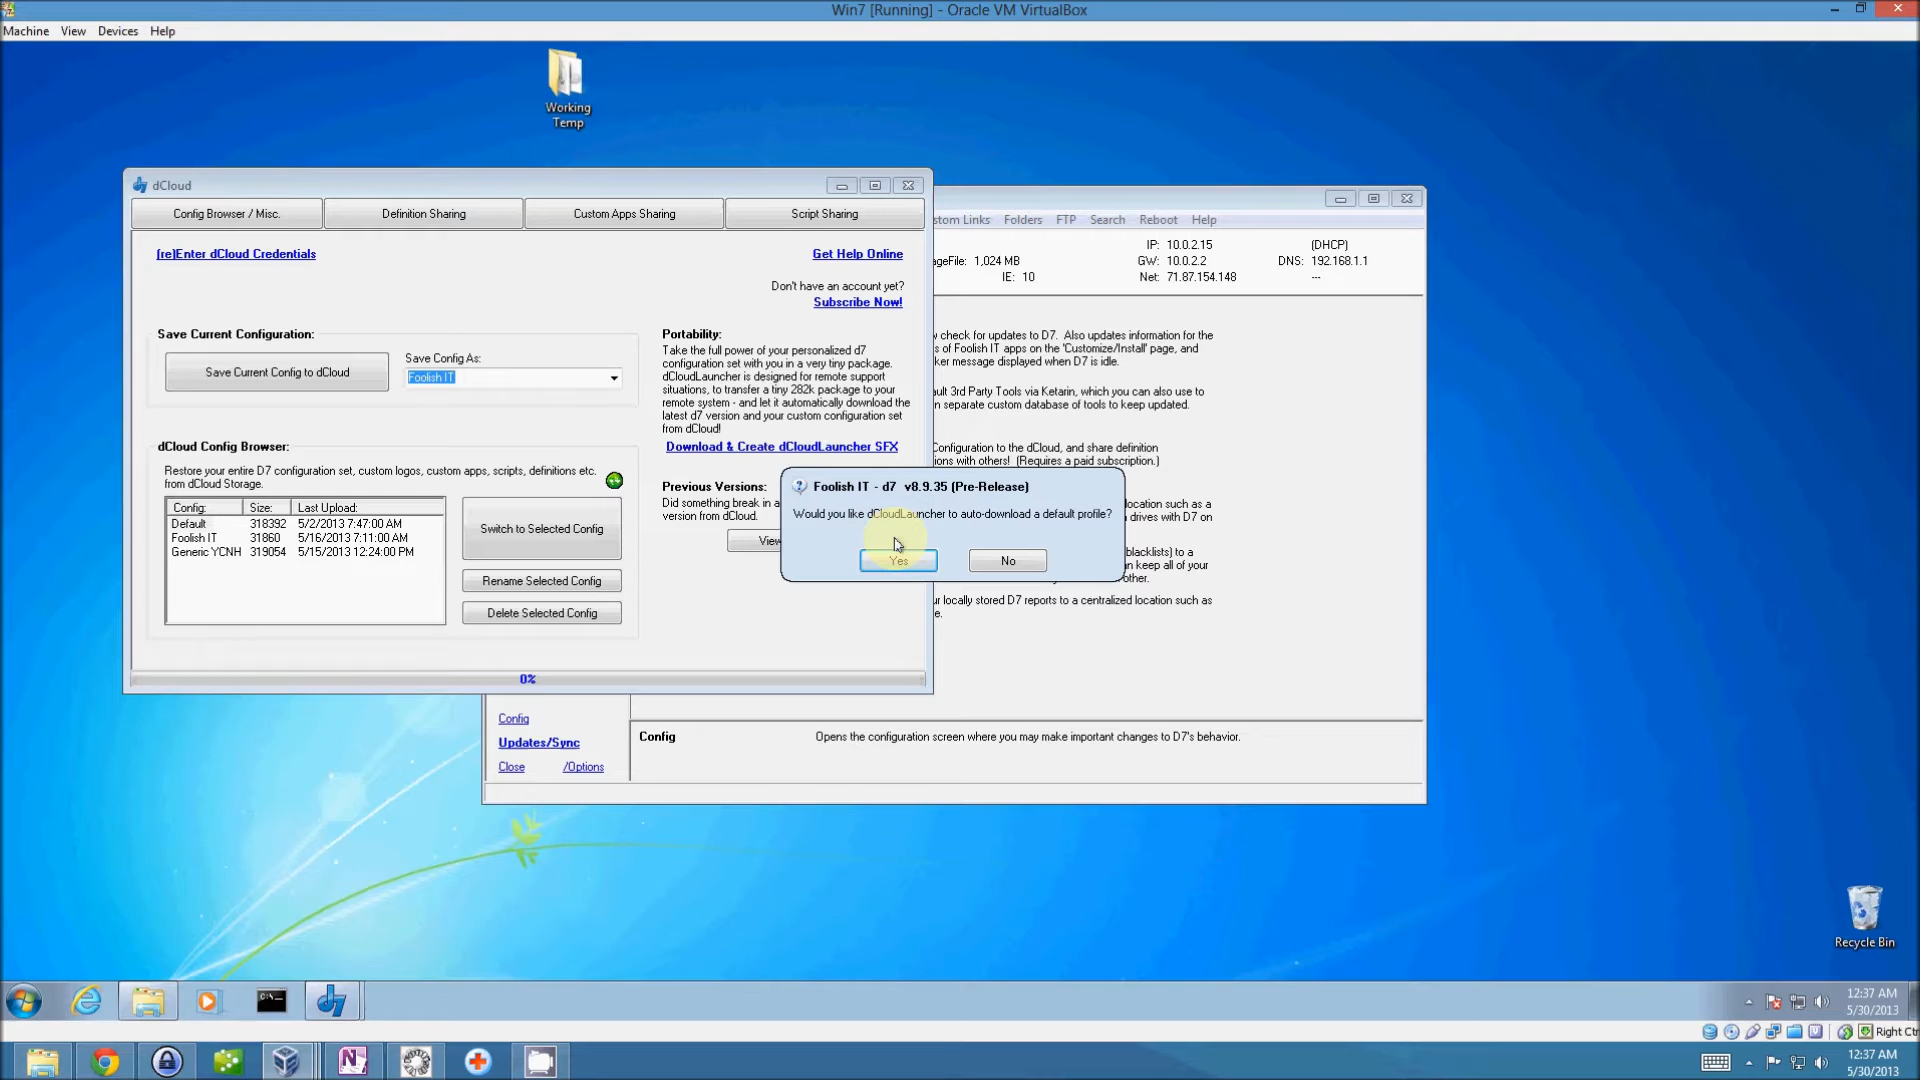 Win7 [Running] - Oracle VM VirtualBox
Machine View Devices Help
Working
Temp
dCloud
Config Browser / Misc. Definition Sharing Custom Apps Sharing Script Sharing
[re]Enter dCloud Credentials
Get Help Online
Don't have an account yet?
Subscribe Now!
Save Current Configuration:
Save Current Config to dCloud
Save Config As:
Foolish IT
dCloud Config Browser:
Restore your entire D7 configuration set, custom logos, custom apps, scripts, definitions etc.
from dCloud Storage.
Config: Size: Last Upload:
Default 318392 5/2/2013 7:47:00 AM
Foolish IT 31860 5/16/2013 7:11:00 AM
Generic YCNH 319054 5/15/2013 12:24:00 PM
Switch to Selected Config
Rename Selected Config
Delete Selected Config
Portability:
Take the full power of your personalized d7
configuration set with you in a very tiny package.
dCloudLauncher is designed for remote support
situations, to transfer a tiny 282k package to your
remote system - and let it automatically download the
latest d7 version and your custom configuration set
from dCloud!
Download & Create dCloudLauncher SFX
Previous Versions:
Did something break in a
version from dCloud.
View
0%
Foolish IT - d7 v8.9.35 (Pre-Release)
Would you like dCloudLauncher to auto-download a default profile?
Yes No
stom Links Folders FTP Search Reboot Help
ageFile: 1,024 MB
IE: 10
IP: 10.0.2.15 (DHCP)
GW: 10.0.2.2 DNS: 192.168.1.1
Net: 71.87.154.148 ---
check for updates to D7. Also updates information for the
s of Foolish IT apps on the 'Customize/Install' page, and
ker message displayed when D7 is idle.
ault 3rd Party Tools via Ketarin, which you can also use to
n separate custom database of tools to keep updated.
Configuration to the dCloud, and share definition
ons with others! (Requires a paid subscription.)
location such as a
drives with D7 on
blacklists) to a
an keep all of your
other.
ur locally stored D7 reports to a centralized location such as
e.
Config
Updates/Sync
Close /Options
Config Opens the configuration screen where you may make important changes to D7's behavior.
Recycle Bin
12:37 AM
5/30/2013
Right Ctrl
12:37 AM
5/30/2013